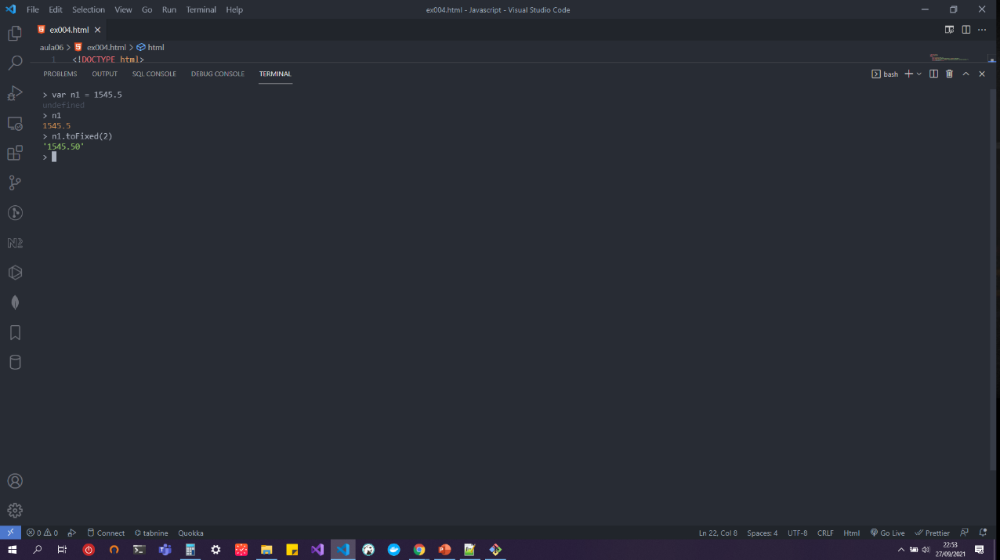 File Edit Selection View Go Run Terminal Help ex004.html - Javascript - Visual Studio Code
ex004.html
aula06 > ex004.html > html
1 <!DOCTYPE html>
PROBLEMS OUTPUT SQL CONSOLE DEBUG CONSOLE TERMINAL bash
> var n1 = 1545.5
undefined
> n1
1545.5
> n1.toFixed(2)
'1545.50'
>
0 0 Connect tabnine Quokka Ln 22, Col 8 Spaces: 4 UTF-8 CRLF Html Go Live Prettier
22:53
27/09/2021